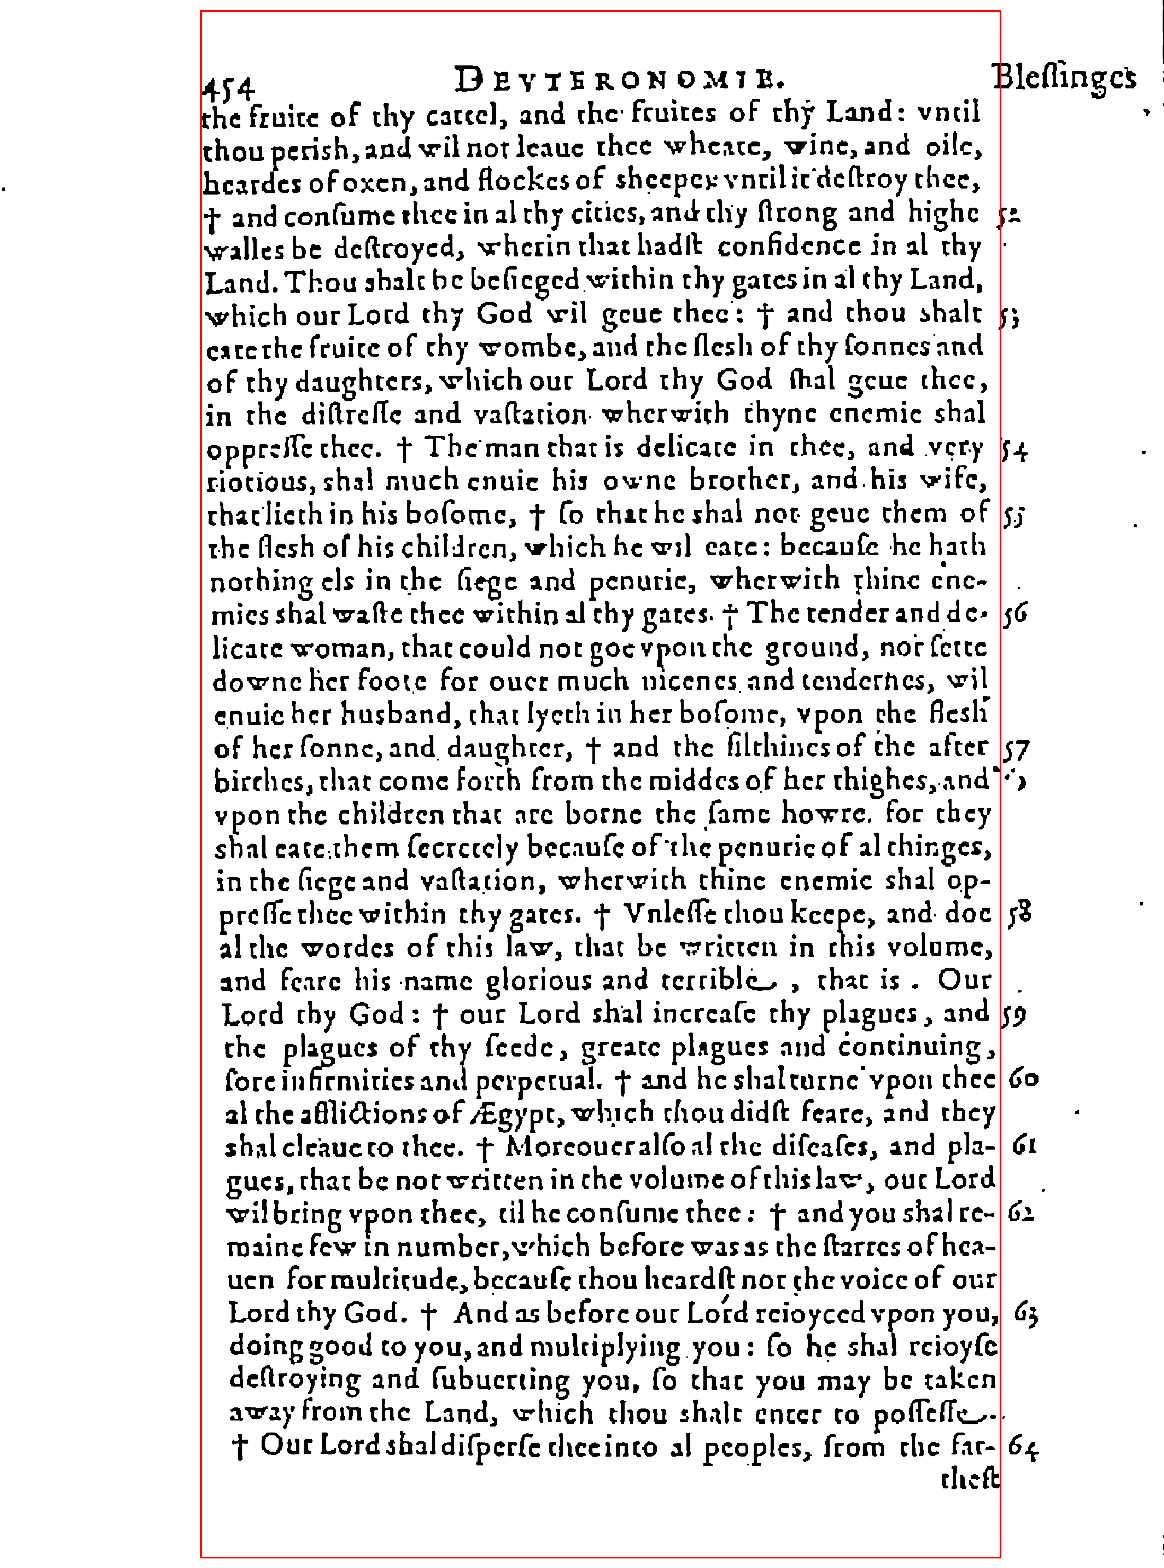 454 DEVTERONOMIE. Bleſſinges
the fruite of thy cattel, and the fruites of thy Land: vntil
thou perish, and wil not leaue thee wheate, wine, and oile,
heardes of oxen, and flockes of sheepe: vntil it deſtroy thee,
† and conſume thee in al thy cities, and thy ſtrong and highe 52
walles be deſtroyed, wherin that hadſt confidence in al thy
Land. Thou shalt be beſieged within thy gates in al thy Land,
which our Lord thy God wil geue thee: † and thou shalt 53
eate the fruite of thy wombe, and the flesh of thy ſonnes and
of thy daughters, which our Lord thy God ſhal geue thee,
in the diſtreſſe and vaſtation wherwith thyne enemie shal
oppreſſe thee. † The man that is delicate in thee, and very 54
riotious, shal much enuie his owne brother, and his wife,
that lieth in his boſome, † ſo that he shal not geue them of 55
the flesh of his children, which he wil eate: becauſe he hath
nothing els in the ſiege and penurie, wherwith thine ene-
mies shal waſte thee within al thy gates. † The tender and de- 56
licate woman, that could not goe vpon the ground, nor ſette
downe her foote for ouer much nicenes and tendernes, wil
enuie her husband, that lyeth in her boſome, vpon the flesh
of her ſonne, and daughter, † and the filthines of the after 57
birthes, that come forth from the middes of her thighes, and
vpon the children that are borne the ſame howre. for they
shal eate them ſecretely becauſe of the penurie of al thinges,
in the ſiege and vaſtation, wherwith thine enemie shal op-
preſſe thee within thy gates. † Vnleſſe thou keepe, and doe 58
al the wordes of this law, that be written in this volume,
and feare his name glorious and terrible, that is. Our
Lord thy God: † our Lord shal increaſe thy plagues, and 59
the plagues of thy ſeede, greate plagues and continuing,
ſore infirmities and perpetual. † and he shal turne vpon thee 60
al the afflictions of Ægypt, which thou didſt feare, and they
shal cleaue to thee. † Moreouer alſo al the diſeaſes, and pla- 61
gues, that be not written in the volume of this law, our Lord
wil bring vpon thee, til he conſume thee: † and you shal re- 62
maine few in number, which before was as the ſtarres of hea-
uen for multitude, becauſe thou heardſt not the voice of our
Lord thy God. † And as before our Lord reioyced vpon you, 63
doing good to you, and multiplying you: ſo he shal reioyſe
deſtroying and ſubuerting you, ſo that you may be taken
away from the Land, which thou shalt enter to poſſeſſe.
† Our Lord shal diſperſe thee into al peoples, from the far- 64
theſt